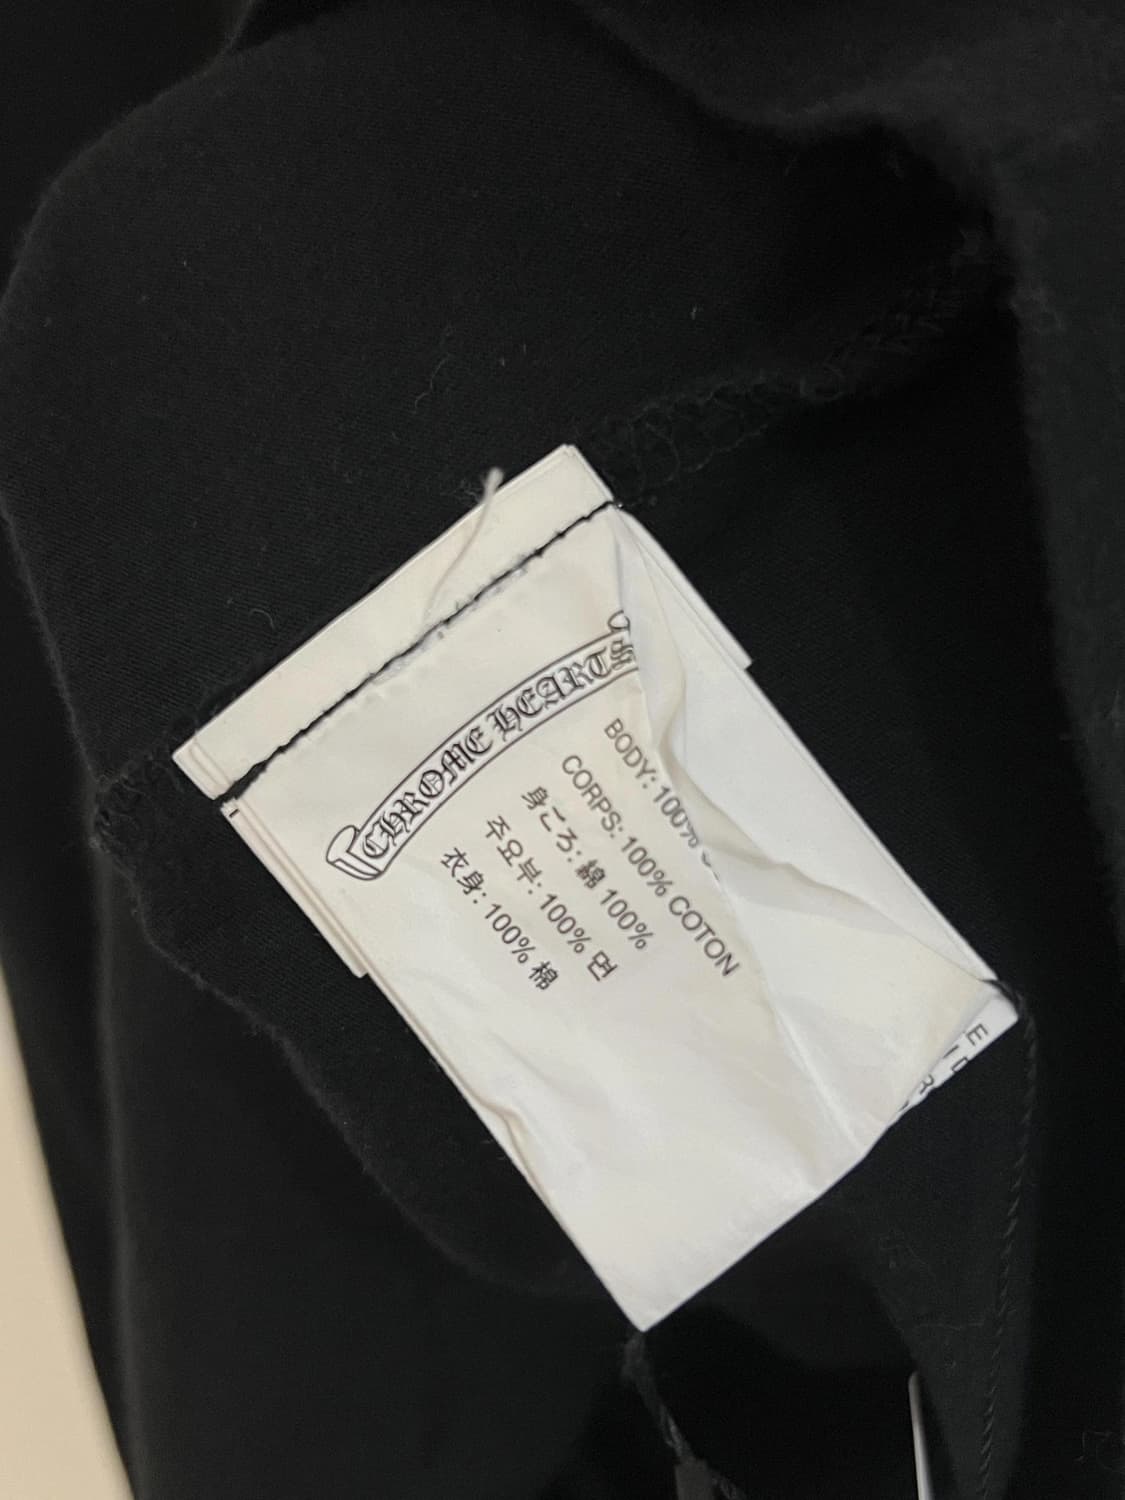 CHROME HEARTS
BODY: 100%
CORPS: 100% COTON
身ごろ: 綿 100%
주요부: 100% 면
衣身: 100% 棉